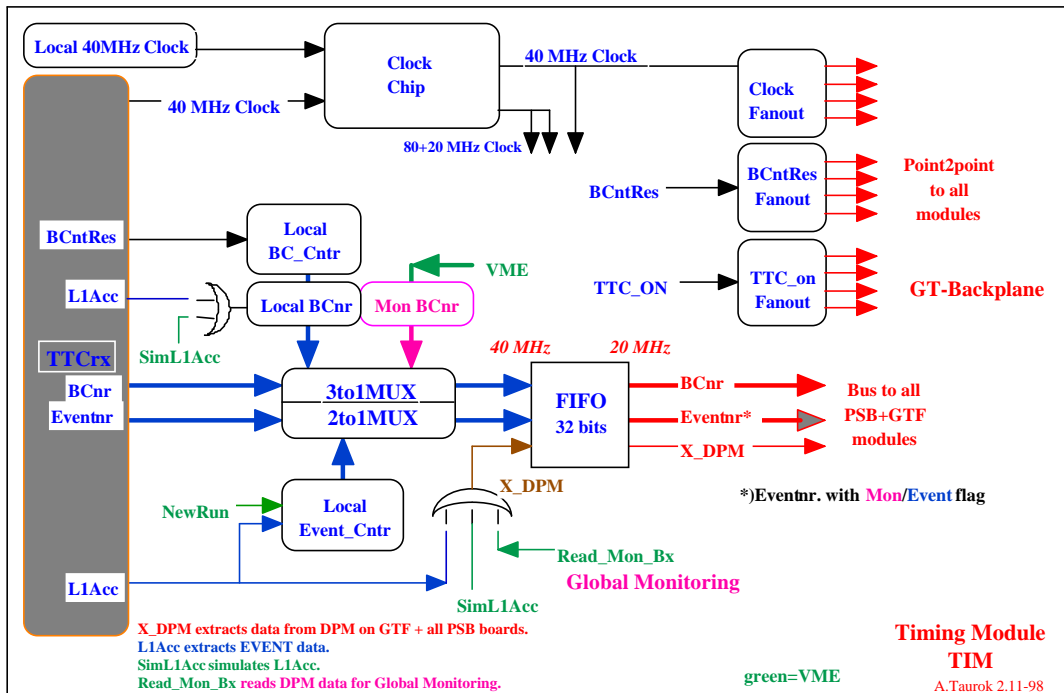 Local 40MHz Clock
Clock
Chip
40 MHz Clock
40 MHz Clock
80+20 MHz Clock
Clock
Fanout
BCntRes
BCntRes
Fanout
Point2point
to all
modules
TTC_ON
TTC_on
Fanout
GT-Backplane
BCntRes
Local
BC_Cntr
VME
L1Acc
Local BCnr
Mon BCnr
SimL1Acc
TTCrx
40 MHz
20 MHz
BCnr
3to1MUX
Eventnr
2to1MUX
FIFO
32 bits
BCnr
Eventnr*
X_DPM
Bus to all
PSB+GTF
modules
X_DPM
*)Eventnr. with Mon/Event flag
NewRun
Local
Event_Cntr
Read_Mon_Bx
Global Monitoring
L1Acc
SimL1Acc
X_DPM extracts data from DPM on GTF + all PSB boards.
L1Acc extracts EVENT data.
SimL1Acc simulates L1Acc.
Read_Mon_Bx reads DPM data for Global Monitoring.
green=VME
Timing Module
TIM
A.Taurok 2.11-98